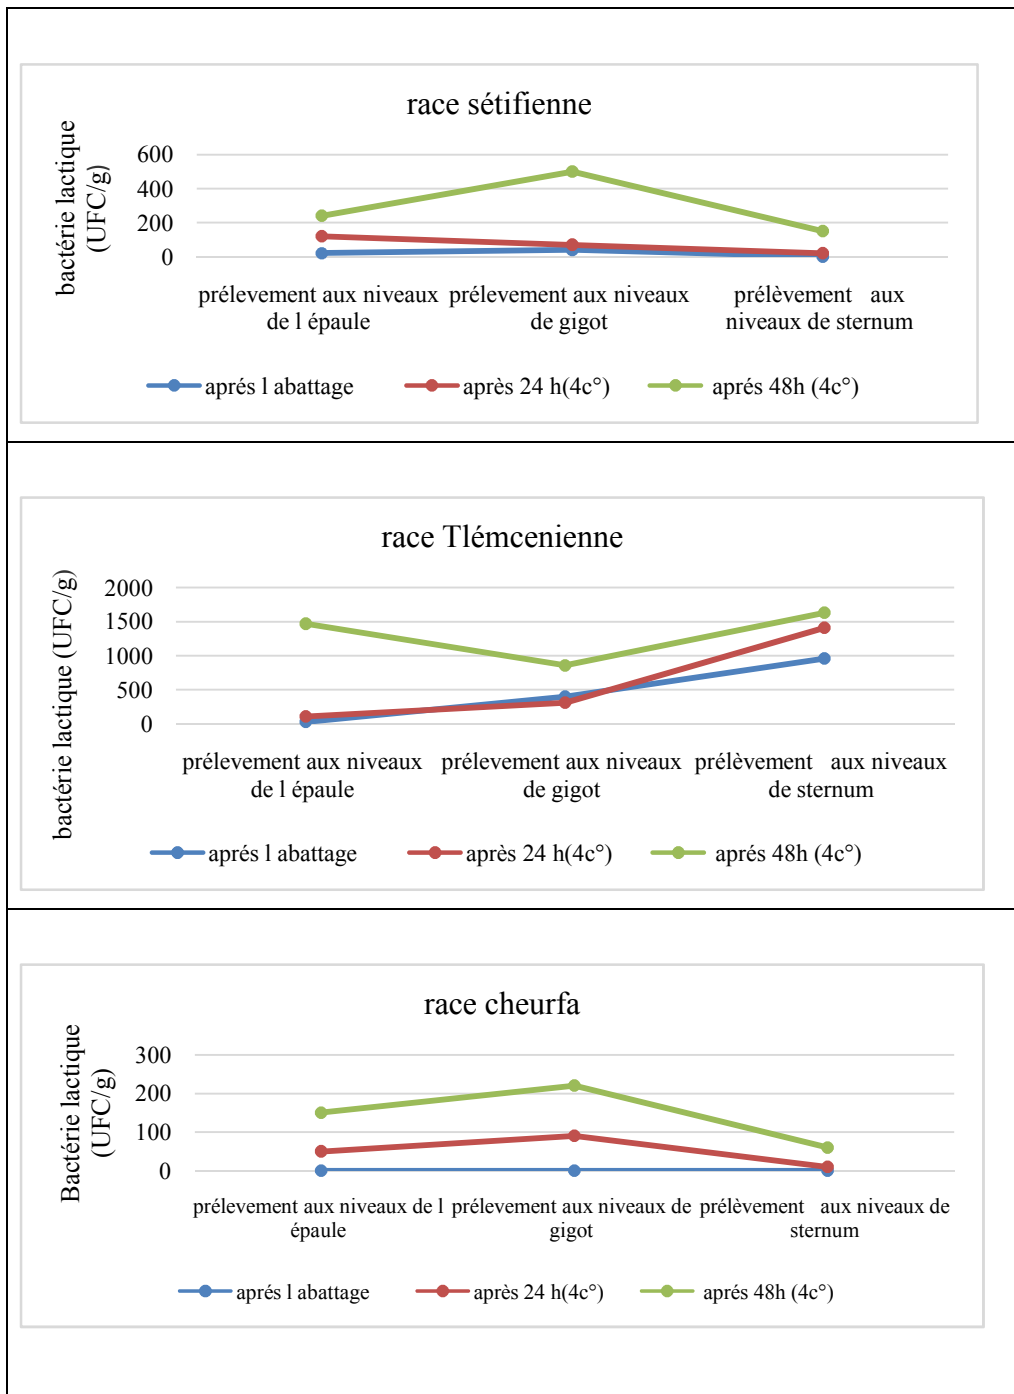 race sétifienne
bactérie lactique
(UFC/g)
600
400
200
0
prélevement aux niveaux
de l épaule
prélevement aux niveaux
de gigot
prélèvement aux
niveaux de sternum
aprés l abattage
après 24 h(4c°)
aprés 48h (4c°)
race Tlémcenienne
bactérie lactique (UFC/g)
2000
1500
1000
500
0
prélevement aux niveaux
de l épaule
prélevement aux niveaux
de gigot
prélèvement aux niveaux
de sternum
aprés l abattage
après 24 h(4c°)
aprés 48h (4c°)
race cheurfa
Bactérie lactique
(UFC/g)
300
200
100
0
prélevement aux niveaux de l
épaule
prélevement aux niveaux de
gigot
prélèvement aux niveaux de
sternum
aprés l abattage
après 24 h(4c°)
aprés 48h (4c°)